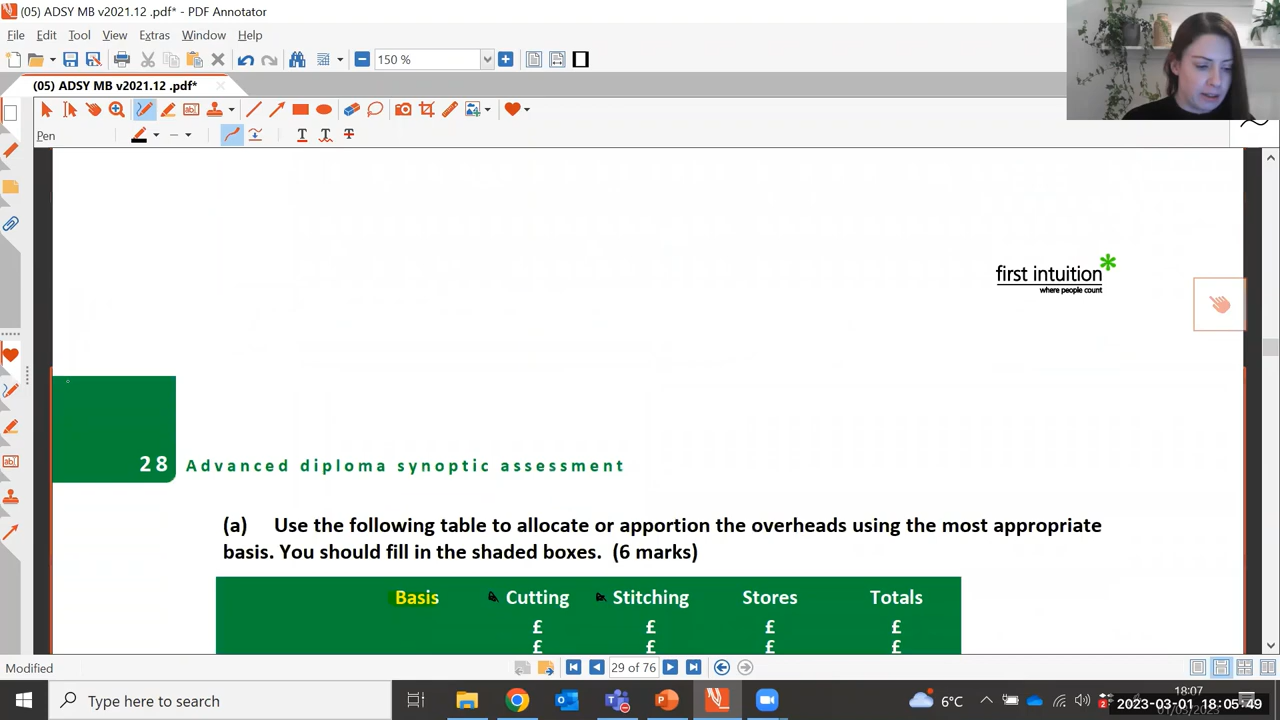 (05) ADSY MB v2021.12 .pdf* - PDF Annotator
File Edit Tool View Extras Window Help
150 %
(05) ADSY MB v2021.12 .pdf*
Pen
first intuition*
where people count
28 Advanced diploma synoptic assessment
(a) Use the following table to allocate or apportion the overheads using the most appropriate
basis. You should fill in the shaded boxes. (6 marks)
Basis Cutting Stitching Stores Totals
£ £ £ £
£ £ £ £
Modified
29 of 76
Type here to search
6°C
18:07
2023-03-01 18:05:49